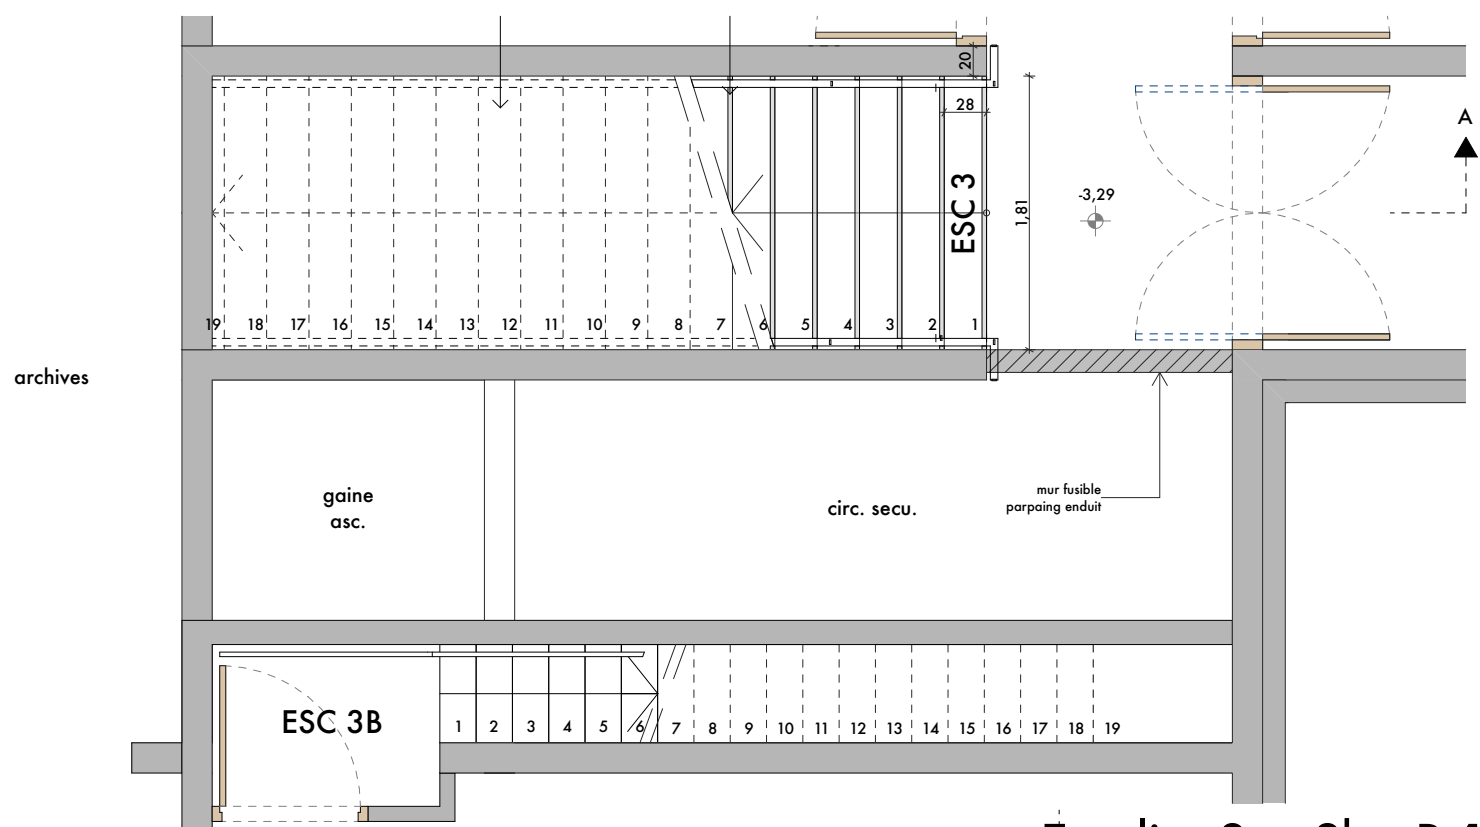 20
28
A
ESC 3
1,81
-3,29
19 18 17 16 15 14 13 12 11 10 9 8 7 6 5 4 3 2 1
archives
gaine
asc.
circ. secu.
mur fusible
parpaing enduit
ESC 3B
1 2 3 4 5 6 7 8 9 10 11 12 13 14 15 16 17 18 19